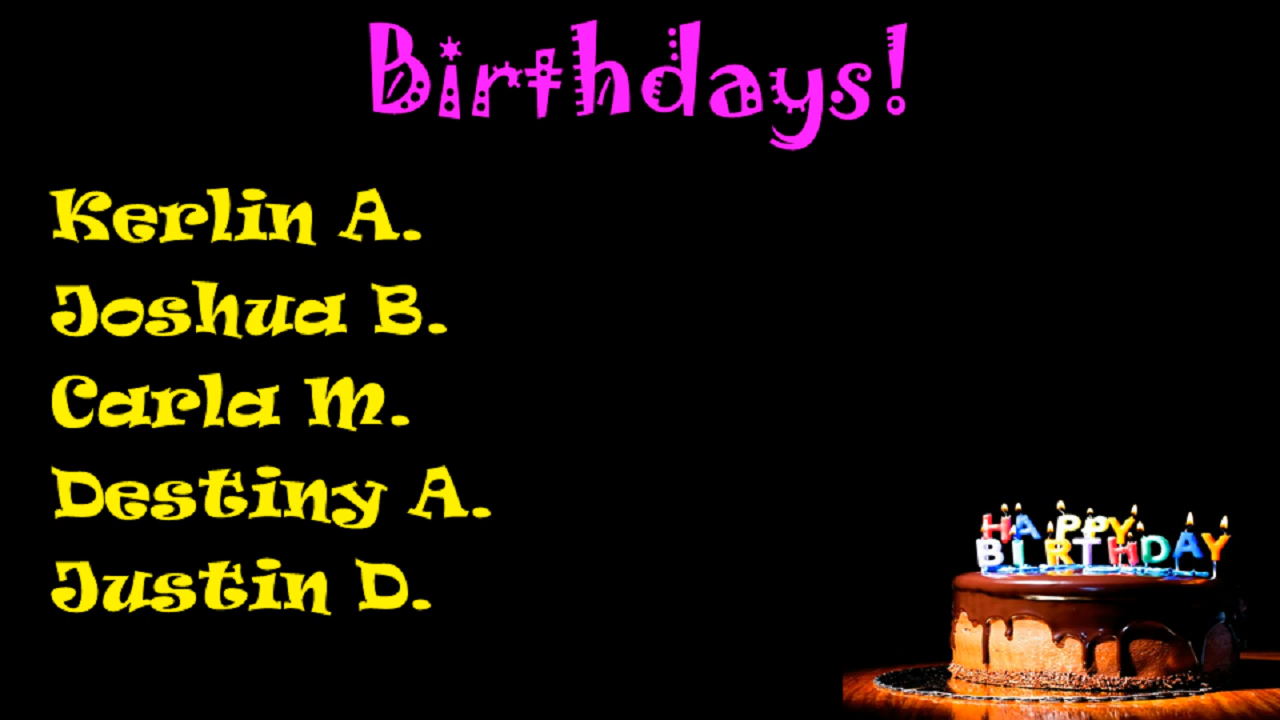 Birthdays!
Kerlin A.
Joshua B.
Carla M.
Destiny A.
Justin D.
HAPPY
BIRTHDAY